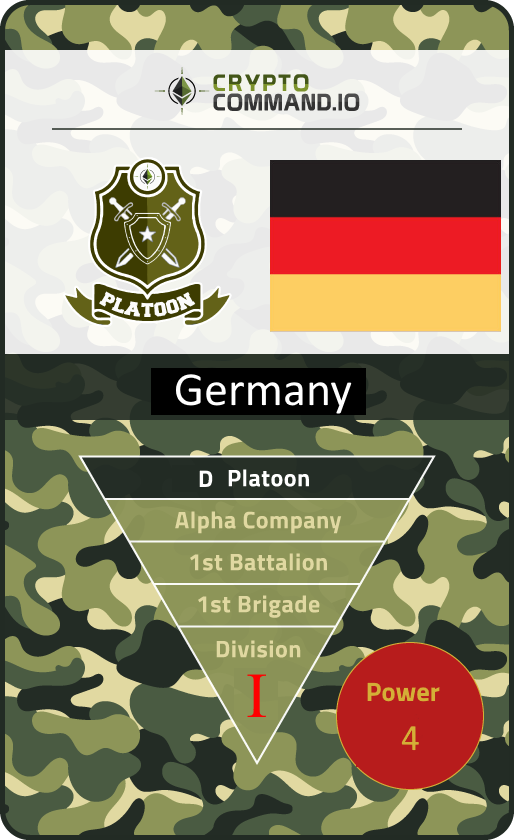 CRYPTO
COMMAND.IO
PLATOON
Germany
D Platoon
Alpha Company
1st Battalion
1st Brigade
Division
I
Power
4